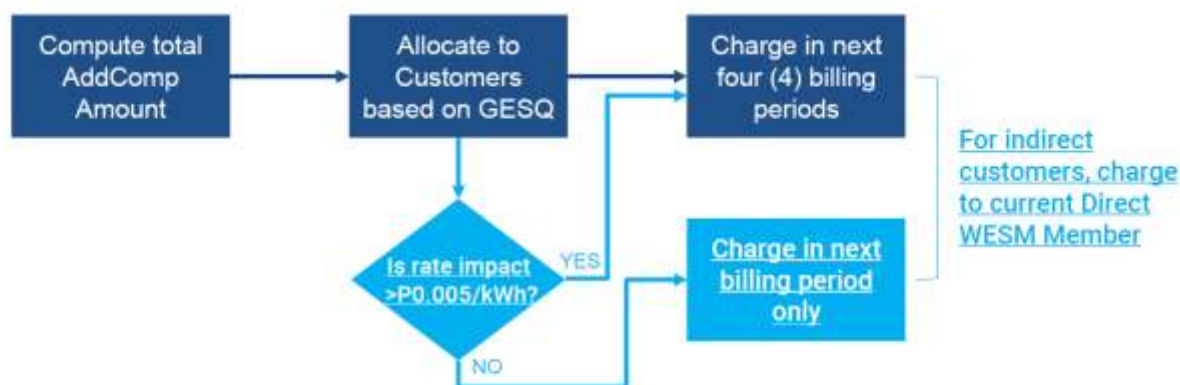 Compute total
AddComp
Amount
Allocate to
Customers
based on GESQ
Charge in next
four (4) billing
periods
For indirect
customers, charge
to current Direct
WESM Member
Is rate impact
>P0.005/kWh?
YES
Charge in next
billing period
only
NO